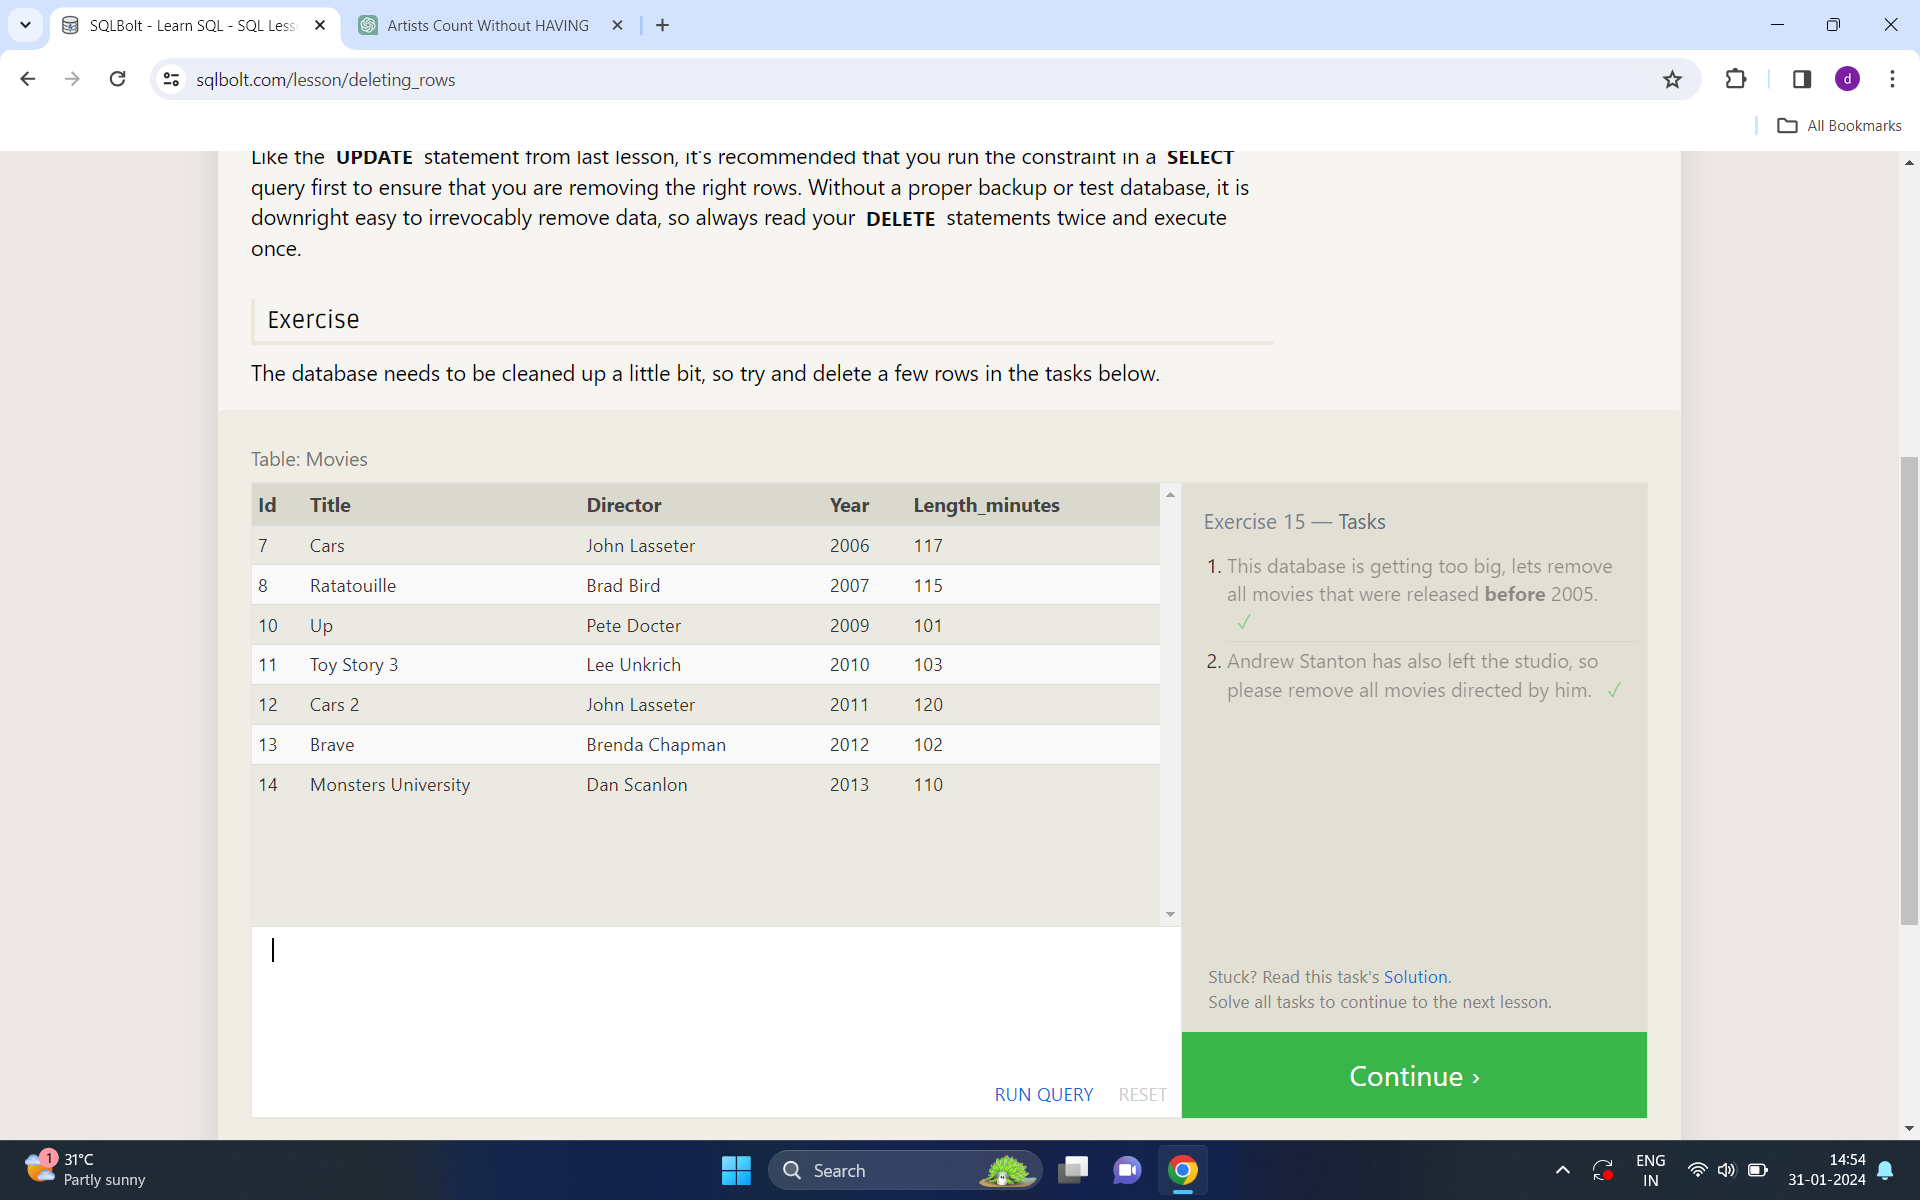 SQLBolt - Learn SQL - SQL Less
Artists Count Without HAVING
sqlbolt.com/lesson/deleting_rows
d
All Bookmarks
Like the UPDATE statement from last lesson, it's recommended that you run the constraint in a SELECT
query first to ensure that you are removing the right rows. Without a proper backup or test database, it is
downright easy to irrevocably remove data, so always read your DELETE statements twice and execute
once.
Exercise
The database needs to be cleaned up a little bit, so try and delete a few rows in the tasks below.
Table: Movies
Id Title Director Year Length_minutes
7 Cars John Lasseter 2006 117
8 Ratatouille Brad Bird 2007 115
10 Up Pete Docter 2009 101
11 Toy Story 3 Lee Unkrich 2010 103
12 Cars 2 John Lasseter 2011 120
13 Brave Brenda Chapman 2012 102
14 Monsters University Dan Scanlon 2013 110
RUN QUERY RESET
Exercise 15 — Tasks
1. This database is getting too big, lets remove
all movies that were released before 2005.
✓
2. Andrew Stanton has also left the studio, so
please remove all movies directed by him. ✓
Stuck? Read this task's Solution.
Solve all tasks to continue to the next lesson.
Continue ›
1
31°C
Partly sunny
Search
ENG
IN
14:54
31-01-2024